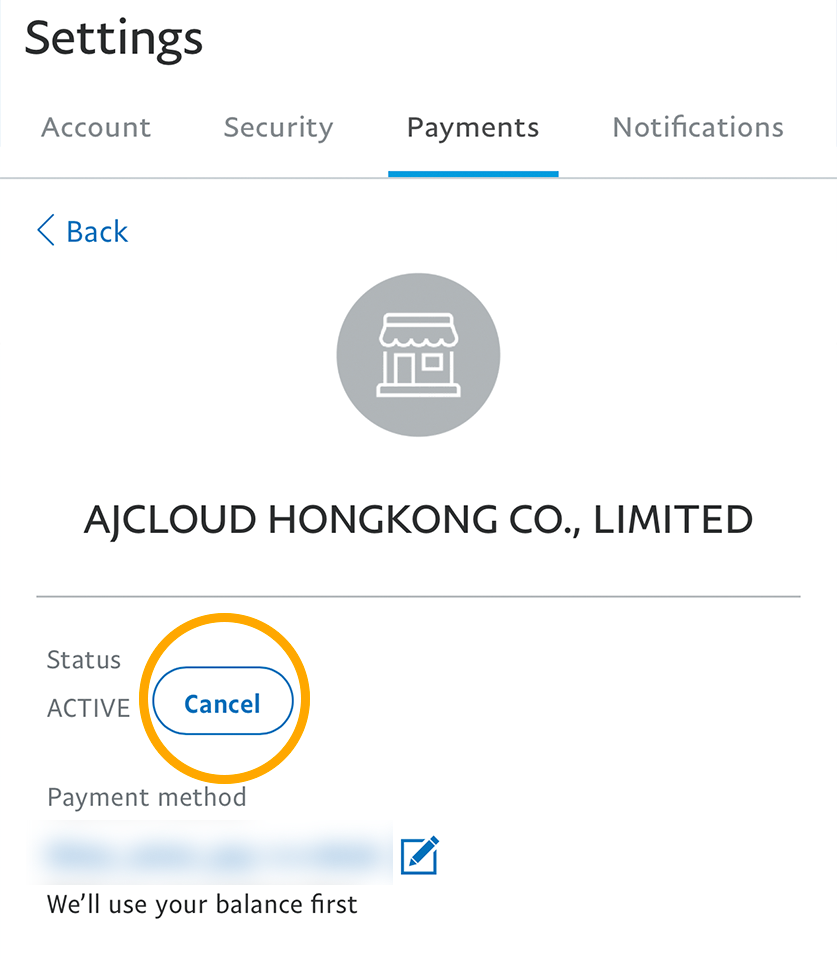 Settings
Account Security Payments Notifications
Back
AJCLOUD HONGKONG CO., LIMITED
Status
ACTIVE Cancel
Payment method
We’ll use your balance first